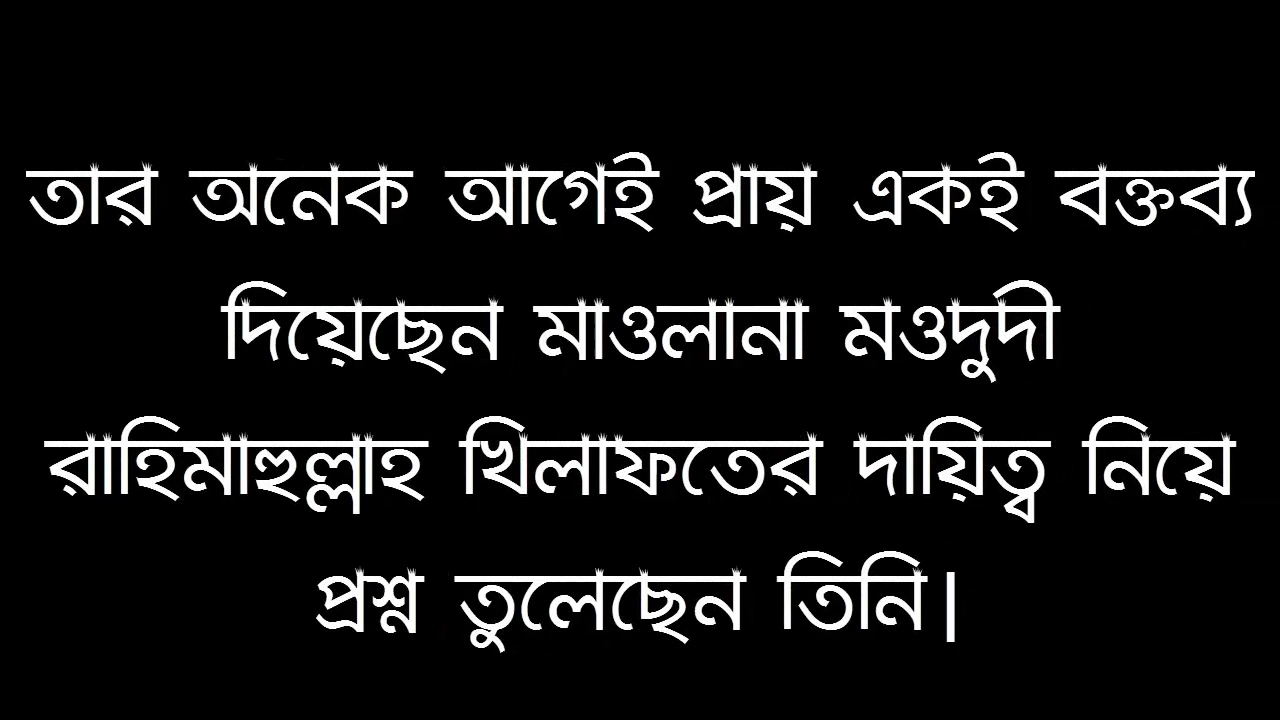 তার অনেক আগেই প্রায় একই বক্তব্য
দিয়েছেন মাওলানা মওদুদী
রাহিমাহুল্লাহ খিলাফতের দায়িত্ব নিয়ে
প্রশ্ন তুলেছেন তিনি।